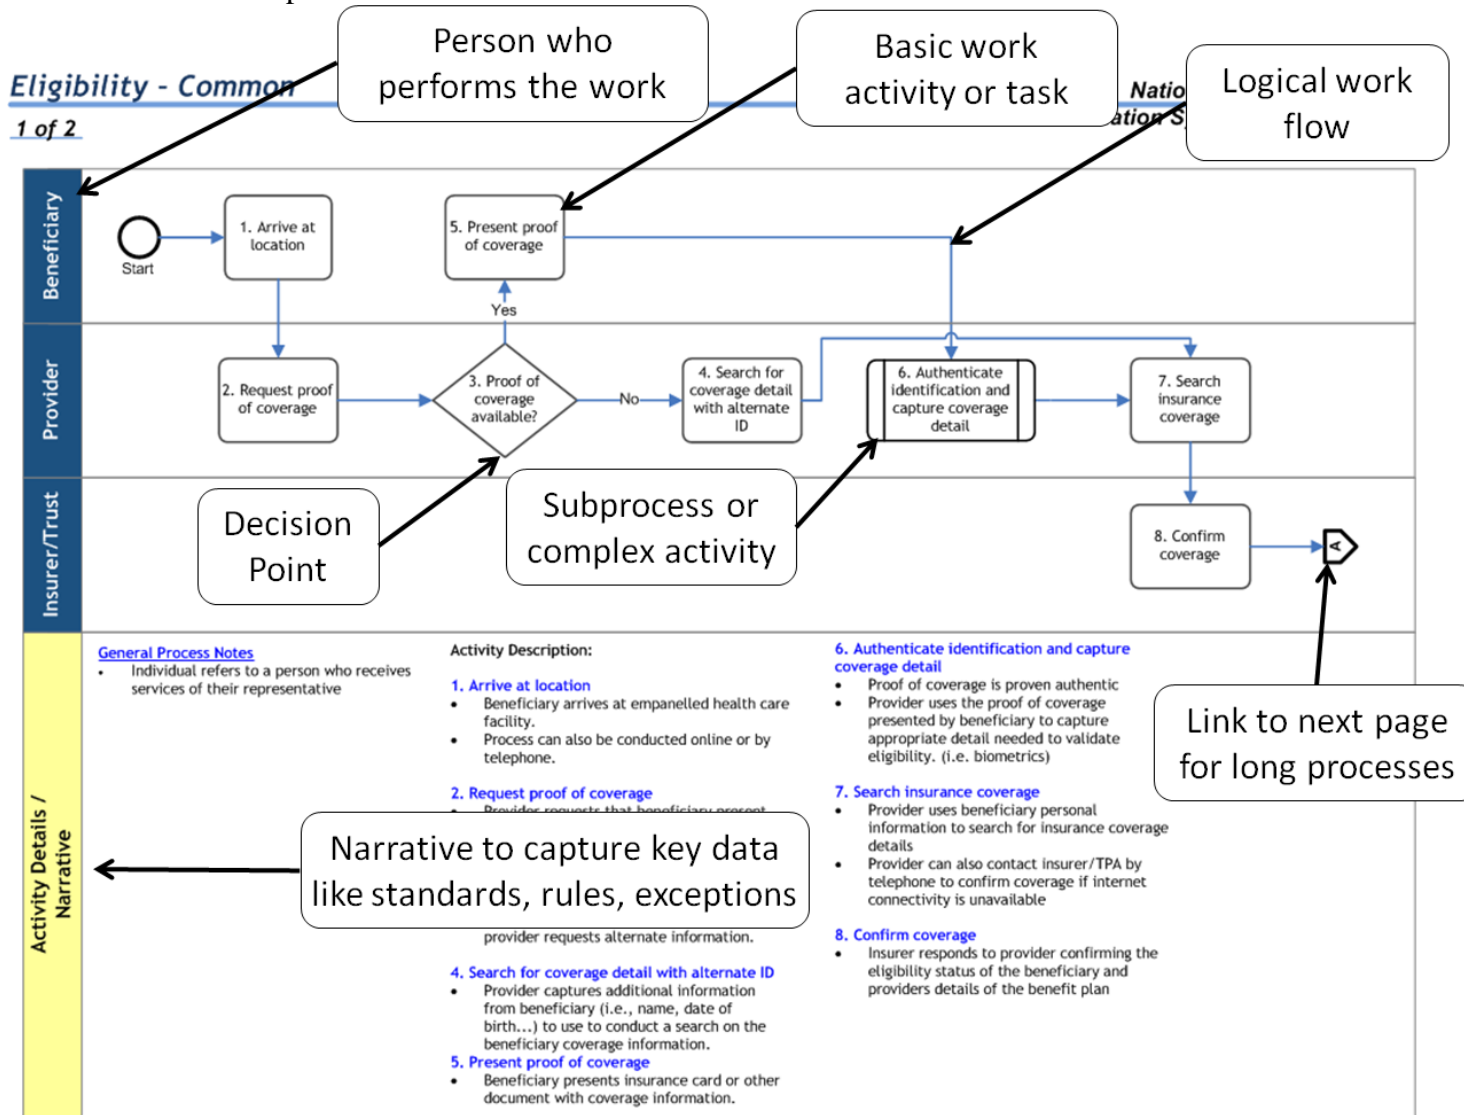 Person who
performs the work
Basic work
activity or task
Logical work
flow
Eligibility - Common
1 of 2
Beneficiary
Start
1. Arrive at
location
5. Present proof
of coverage
Yes
Provider
2. Request proof
of coverage
3. Proof of
coverage
available?
No
4. Search for
coverage detail
with alternate
ID
6. Authenticate
identification and
capture coverage
detail
7. Search
insurance
coverage
Insurer/Trust
Decision
Point
Subprocess or
complex activity
8. Confirm
coverage
A
Link to next page
for long processes
Activity Details /
Narrative
General Process Notes
• Individual refers to a person who receives
services of their representative
Narrative to capture key data
like standards, rules, exceptions
Activity Description:
1. Arrive at location
• Beneficiary arrives at empanelled health care
facility.
• Process can also be conducted online or by
telephone.
2. Request proof of coverage
• Provider requests that beneficiary present
provider requests alternate information.
4. Search for coverage detail with alternate ID
• Provider captures additional information
from beneficiary (i.e., name, date of
birth...) to use to conduct a search on the
beneficiary coverage information.
5. Present proof of coverage
• Beneficiary presents insurance card or other
document with coverage information.
6. Authenticate identification and capture
coverage detail
• Proof of coverage is proven authentic
• Provider uses the proof of coverage
presented by beneficiary to capture
appropriate detail needed to validate
eligibility. (i.e. biometrics)
7. Search insurance coverage
• Provider uses beneficiary personal
information to search for insurance coverage
details
• Provider can also contact insurer/TPA by
telephone to confirm coverage if internet
connectivity is unavailable
8. Confirm coverage
• Insurer responds to provider confirming the
eligibility status of the beneficiary and
providers details of the benefit plan